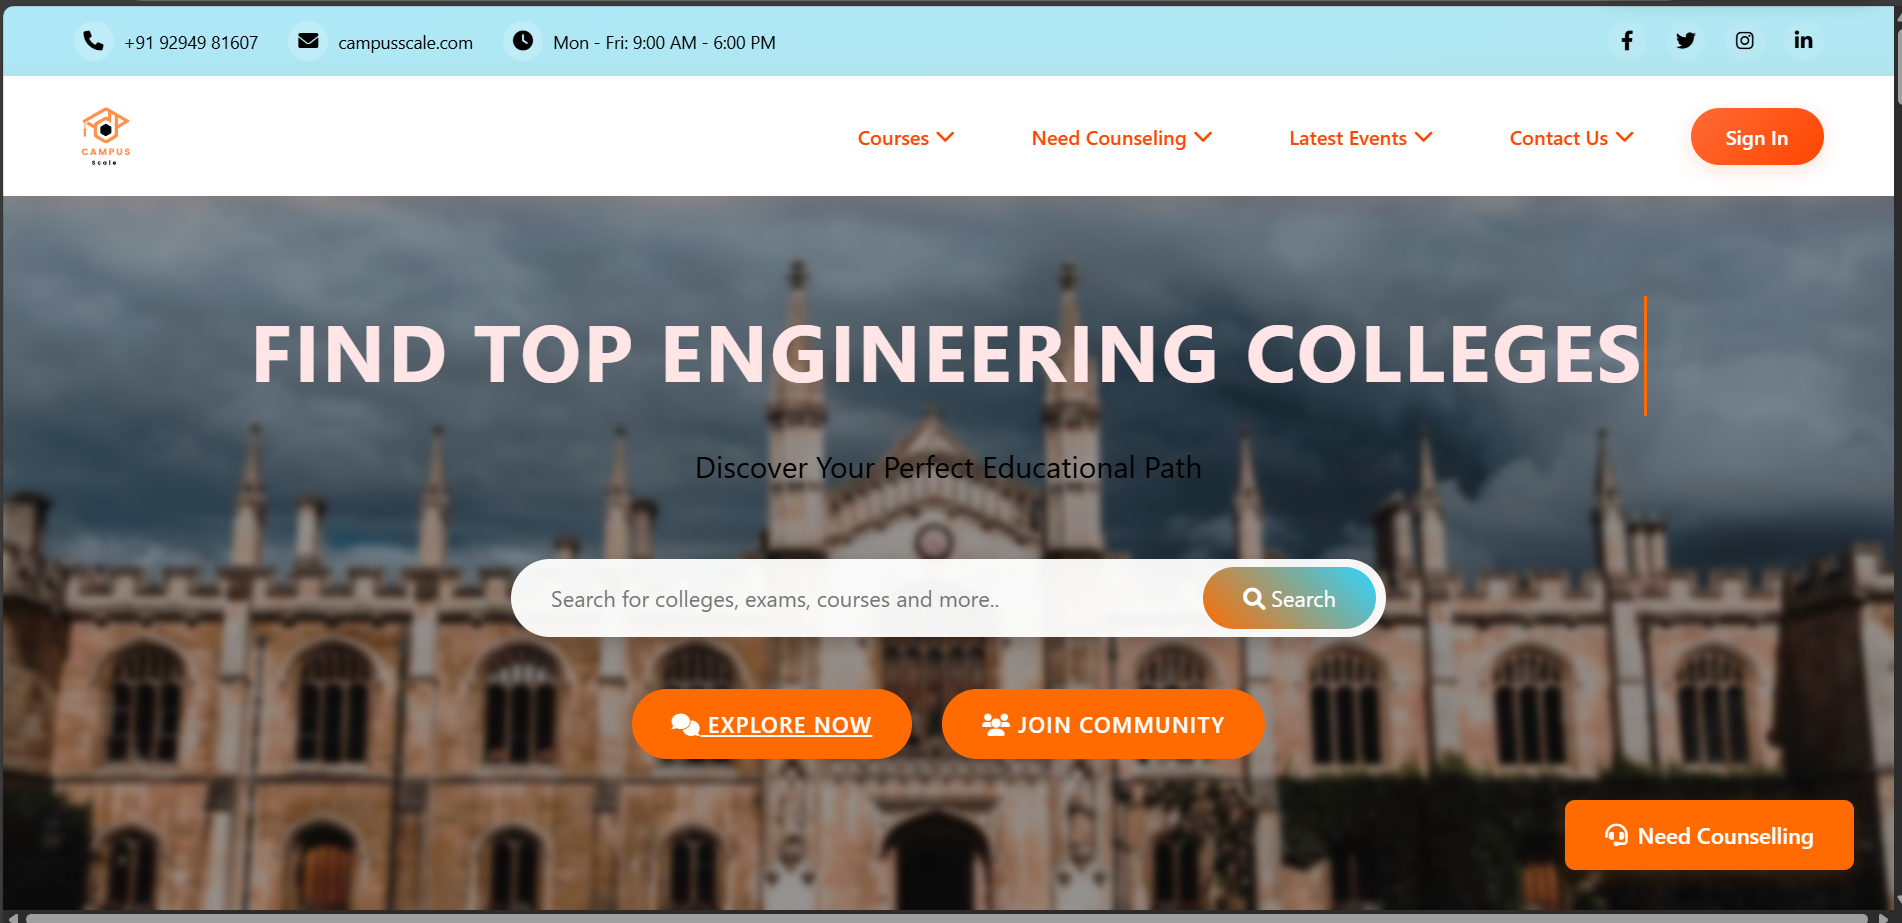 +91 92949 81607
campusscale.com
Mon - Fri: 9:00 AM - 6:00 PM
CAMPUS
Scale
Courses
Need Counseling
Latest Events
Contact Us
Sign In
FIND TOP ENGINEERING COLLEGES
Discover Your Perfect Educational Path
Search for colleges, exams, courses and more..
Search
EXPLORE NOW
JOIN COMMUNITY
Need Counselling